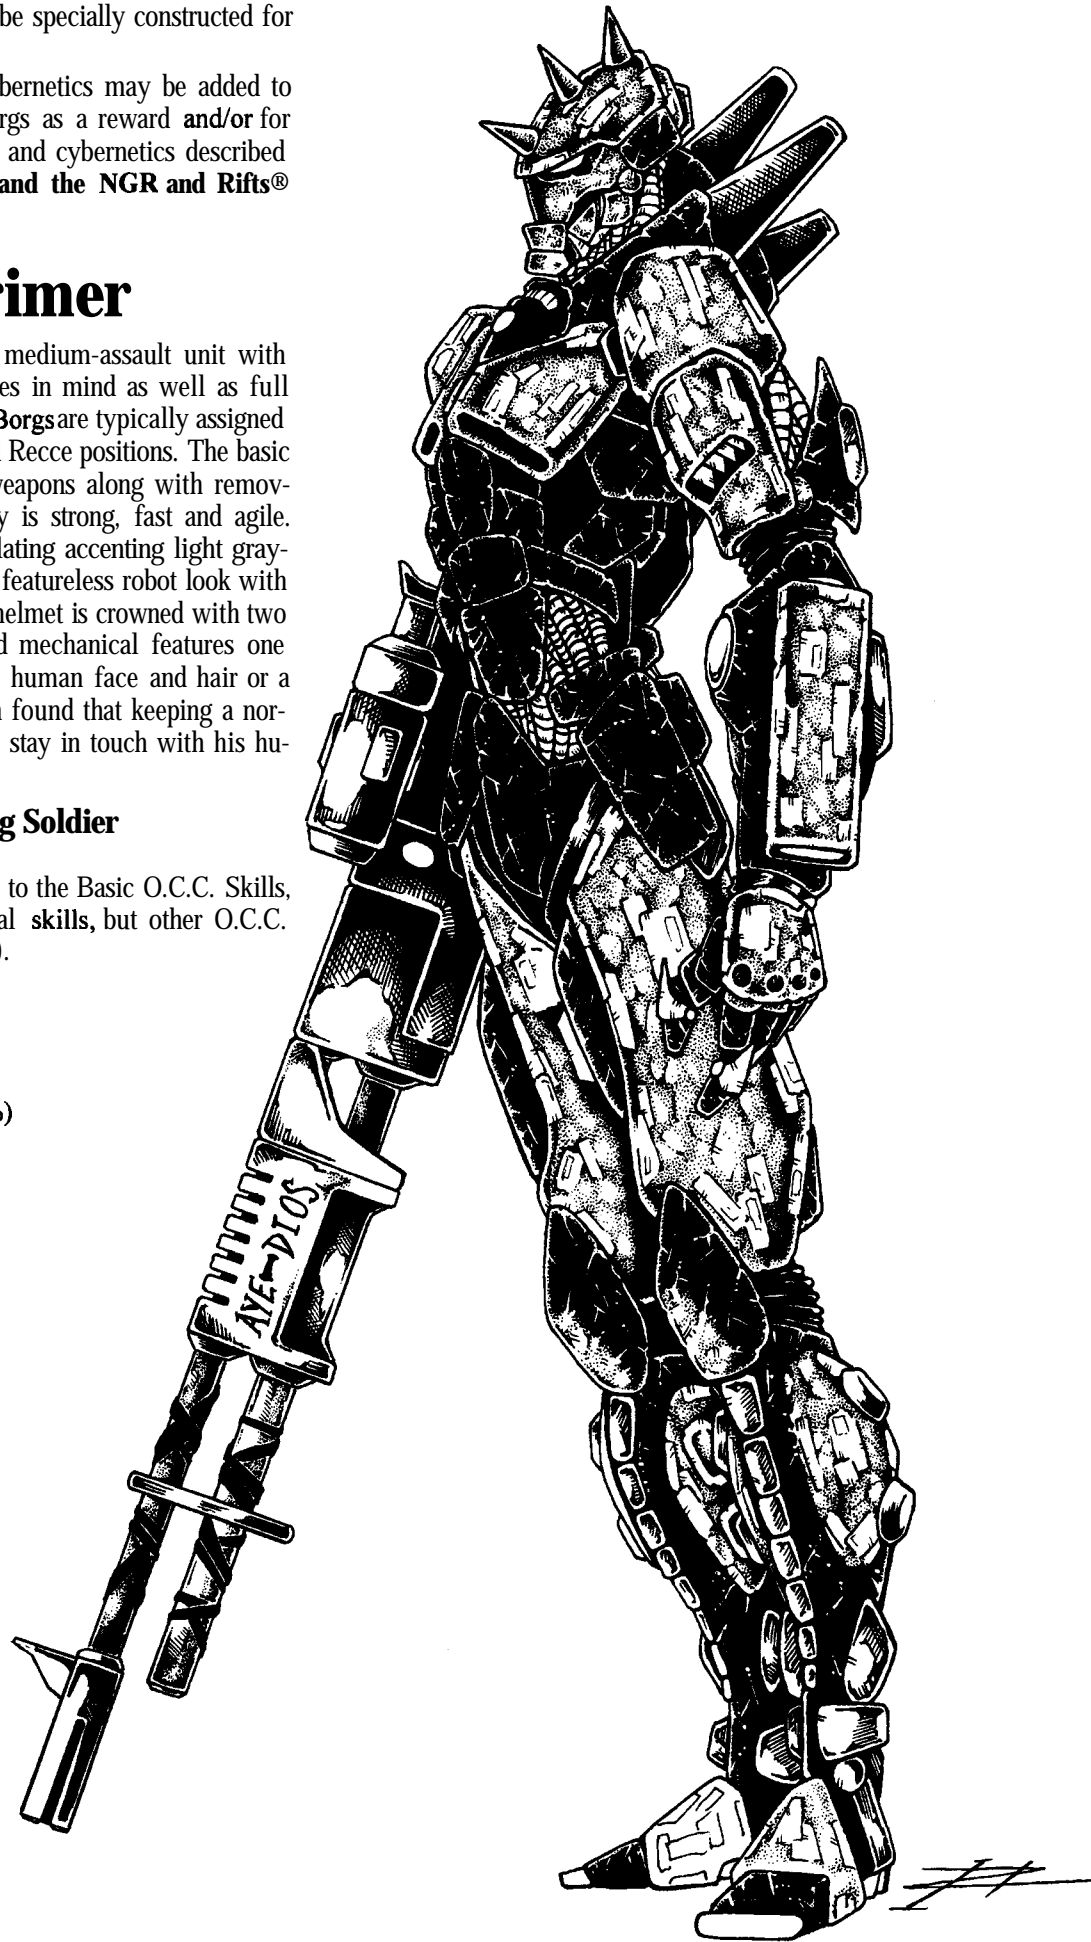 be specially constructed for
bernetics may be added to
rgs as a reward and/or for
and cybernetics described
and the NGR and Rifts®
rimer
medium-assault unit with
es in mind as well as full
Borgs are typically assigned
Recce positions. The basic
weapons along with remov-
y is strong, fast and agile.
lating accenting light gray-
featureless robot look with
helmet is crowned with two
d mechanical features one
human face and hair or a
n found that keeping a nor-
stay in touch with his hu-
g Soldier
to the Basic O.C.C. Skills,
al skills, but other O.C.C.
).
%)
AYE-DIOS